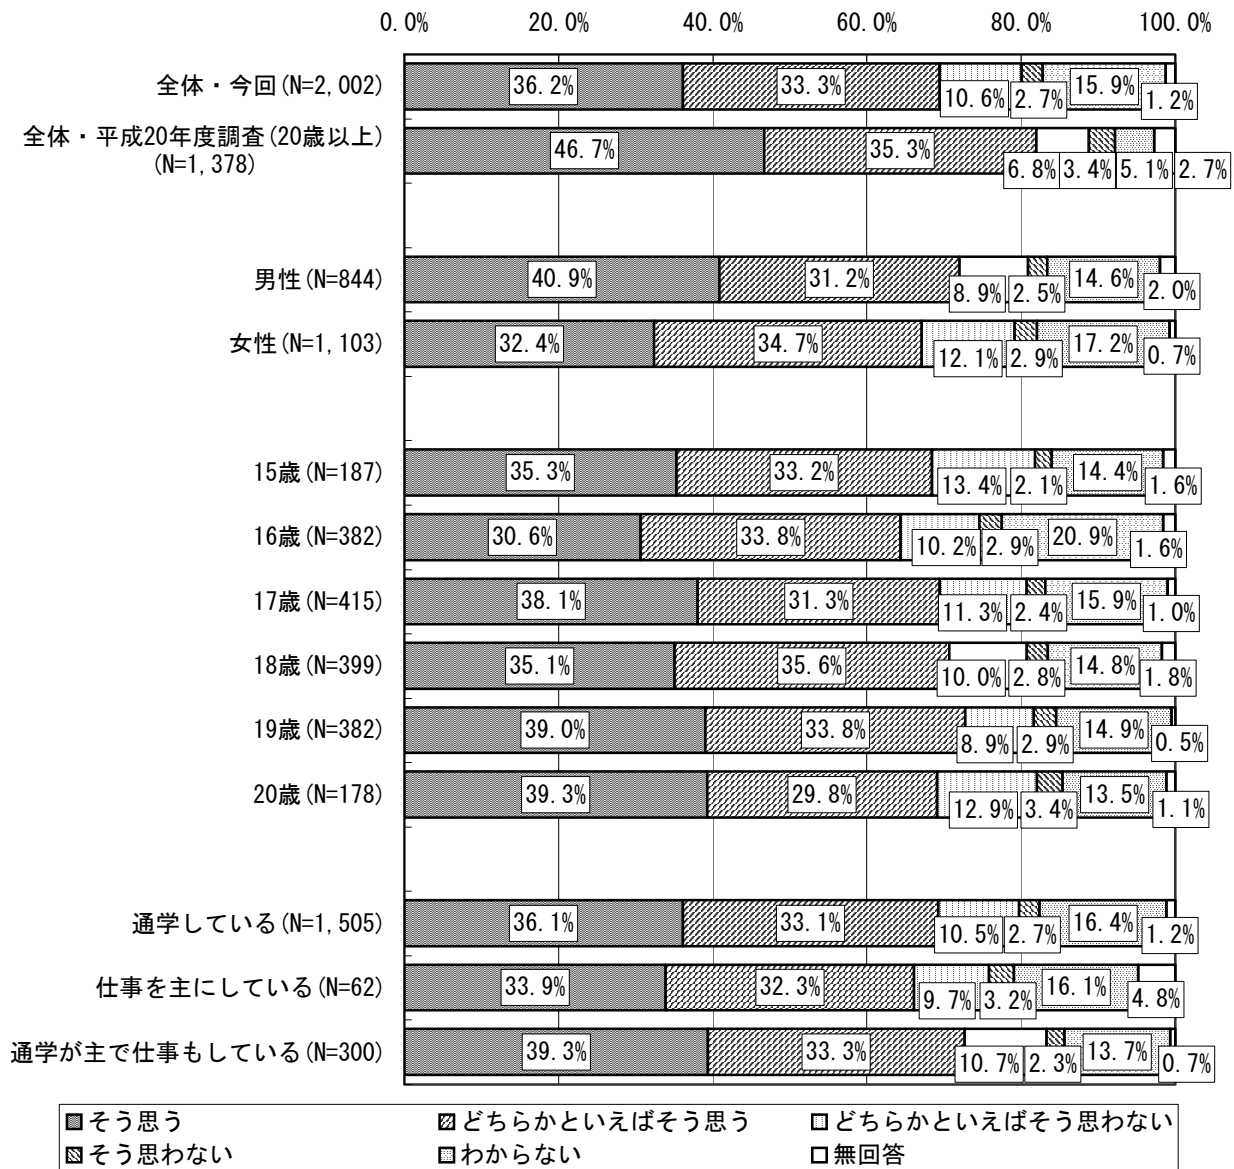 0.0% 20.0% 40.0% 60.0% 80.0% 100.0%
全体・今回(N=2,002) 36.2% 33.3% 10.6% 2.7% 15.9% 1.2%
全体・平成20年度調査(20歳以上)
(N=1,378) 46.7% 35.3% 6.8% 3.4% 5.1% 2.7%
男性(N=844) 40.9% 31.2% 8.9% 2.5% 14.6% 2.0%
女性(N=1,103) 32.4% 34.7% 12.1% 2.9% 17.2% 0.7%
15歳(N=187) 35.3% 33.2% 13.4% 2.1% 14.4% 1.6%
16歳(N=382) 30.6% 33.8% 10.2% 2.9% 20.9% 1.6%
17歳(N=415) 38.1% 31.3% 11.3% 2.4% 15.9% 1.0%
18歳(N=399) 35.1% 35.6% 10.0% 2.8% 14.8% 1.8%
19歳(N=382) 39.0% 33.8% 8.9% 2.9% 14.9% 0.5%
20歳(N=178) 39.3% 29.8% 12.9% 3.4% 13.5% 1.1%
通学している(N=1,505) 36.1% 33.1% 10.5% 2.7% 16.4% 1.2%
仕事を主にしている(N=62) 33.9% 32.3% 9.7% 3.2% 16.1% 4.8%
通学が主で仕事もしている(N=300) 39.3% 33.3% 10.7% 2.3% 13.7% 0.7%
そう思う どちらかといえばそう思う どちらかといえばそう思わない
そう思わない わからない 無回答